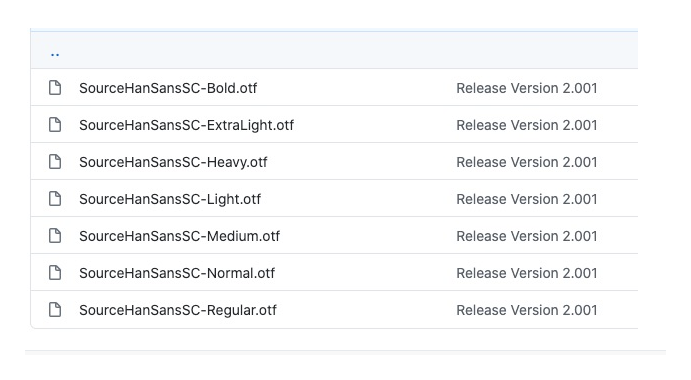 ..
SourceHanSansSC-Bold.otf Release Version 2.001
SourceHanSansSC-ExtraLight.otf Release Version 2.001
SourceHanSansSC-Heavy.otf Release Version 2.001
SourceHanSansSC-Light.otf Release Version 2.001
SourceHanSansSC-Medium.otf Release Version 2.001
SourceHanSansSC-Normal.otf Release Version 2.001
SourceHanSansSC-Regular.otf Release Version 2.001